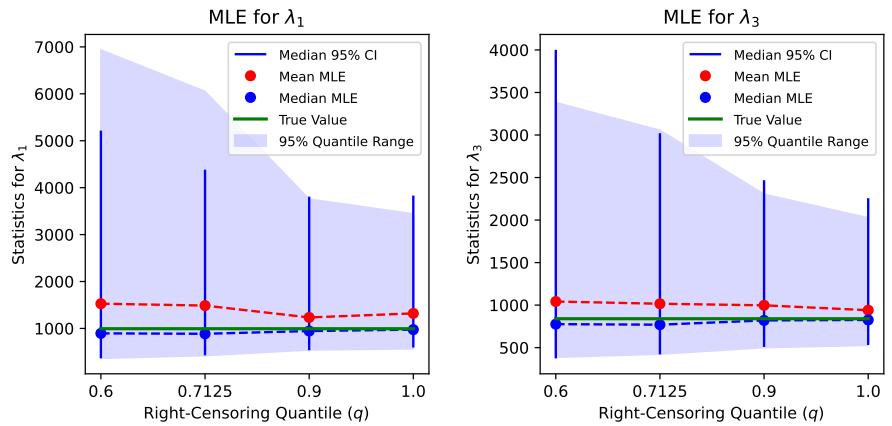 MLE for λ₁
7000
6000
5000
4000
3000
2000
1000
Statistics for λ₁
Median 95% CI
Mean MLE
Median MLE
True Value
95% Quantile Range
0.6 0.7125 0.9 1.0
Right-Censoring Quantile (q)
MLE for λ₃
4000
3500
3000
2500
2000
1500
1000
500
Statistics for λ₃
Median 95% CI
Mean MLE
Median MLE
True Value
95% Quantile Range
0.6 0.7125 0.9 1.0
Right-Censoring Quantile (q)